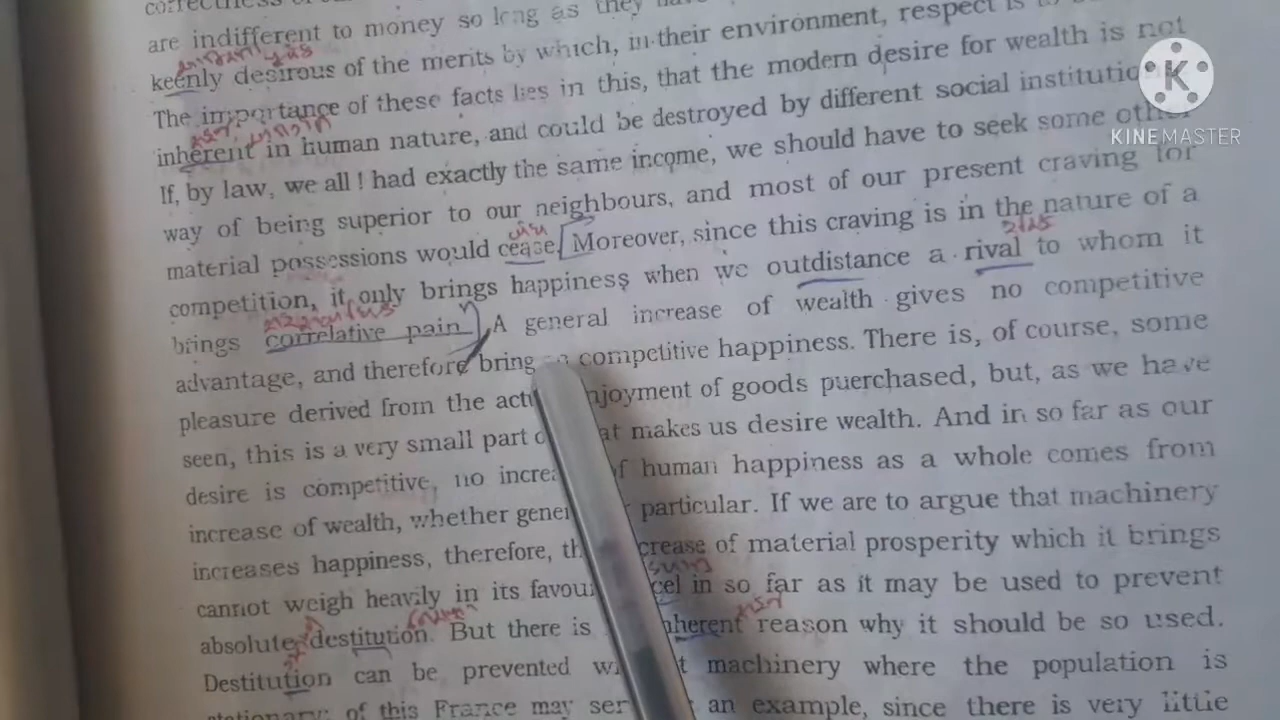 are indifferent to money so long as they
keenly desirous of the merits by which, in their environment, respect is to
The importance of these facts lies in this, that the modern desire for wealth is not
inherent in human nature, and could be destroyed by different social
If, by law, we all ! had exactly the same income, we should have to seek some
way of being superior to our neighbours, and most of our present craving for
material possessions would cease. Moreover, since this craving is in the nature of a
competition, it only brings happiness when we outdistance a rival to whom it
brings correlative pain. A general increase of wealth gives no competitive
advantage, and therefore bring competitive happiness. There is, of course, some
pleasure derived from the njoyment of goods puerchased, but, as we have
seen, this is a very small part makes us desire wealth. And in so far as our
desire is competitive, no human happiness as a whole comes from
increase of wealth, whether particular. If we are to argue that machinery
increases happiness, therefore, crease of material prosperity which it brings
cannot weigh heavily in its in so far as it may be used to prevent
absolute destitution. But there is nherent reason why it should be so used.
Destitution can be prevented machinery where the population is
of this France may an example, since there is very little
KINEMASTER